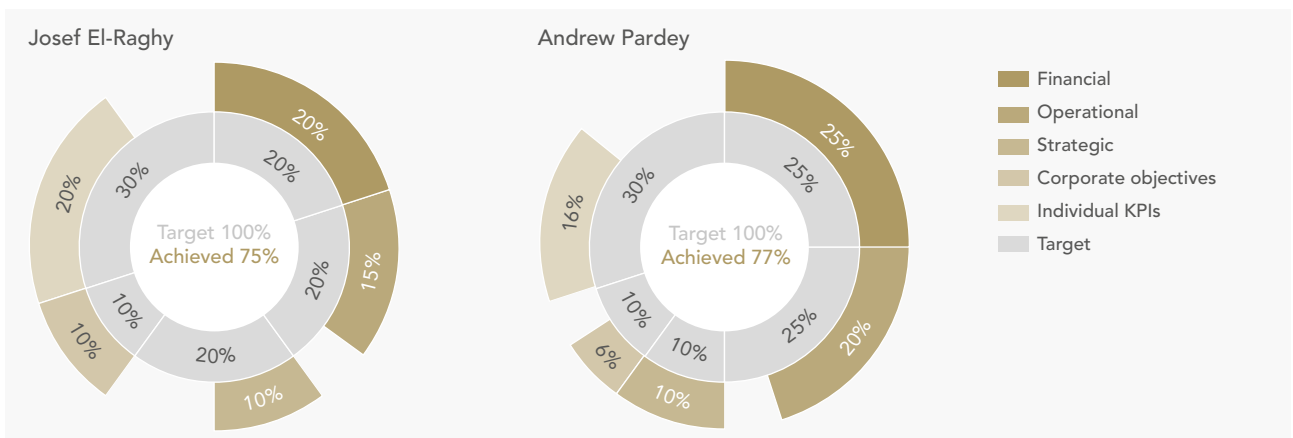 Josef El-Raghy
20%
20%
15%
20%
10%
20%
10%
10%
20%
30%
Target 100%
Achieved 75%
Andrew Pardey
25%
25%
20%
25%
10%
10%
6%
10%
16%
30%
Target 100%
Achieved 77%
Financial
Operational
Strategic
Corporate objectives
Individual KPIs
Target